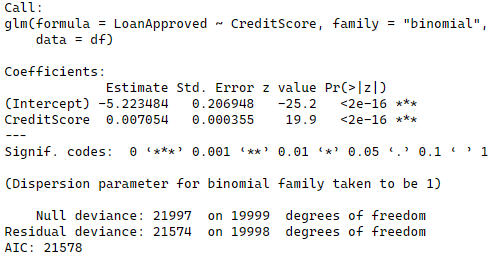 Call:
glm(formula = LoanApproved ~ CreditScore, family = "binomial",
    data = df)
Coefficients:
             Estimate Std. Error z value Pr(>|z|)
(Intercept) -5.223484   0.206948   -25.2   <2e-16 ***
CreditScore  0.007054   0.000355    19.9   <2e-16 ***
---
Signif. codes:  0 ‘***’ 0.001 ‘**’ 0.01 ‘*’ 0.05 ‘.’ 0.1 ‘ ’ 1
(Dispersion parameter for binomial family taken to be 1)
    Null deviance: 21997  on 19999  degrees of freedom
Residual deviance: 21574  on 19998  degrees of freedom
AIC: 21578